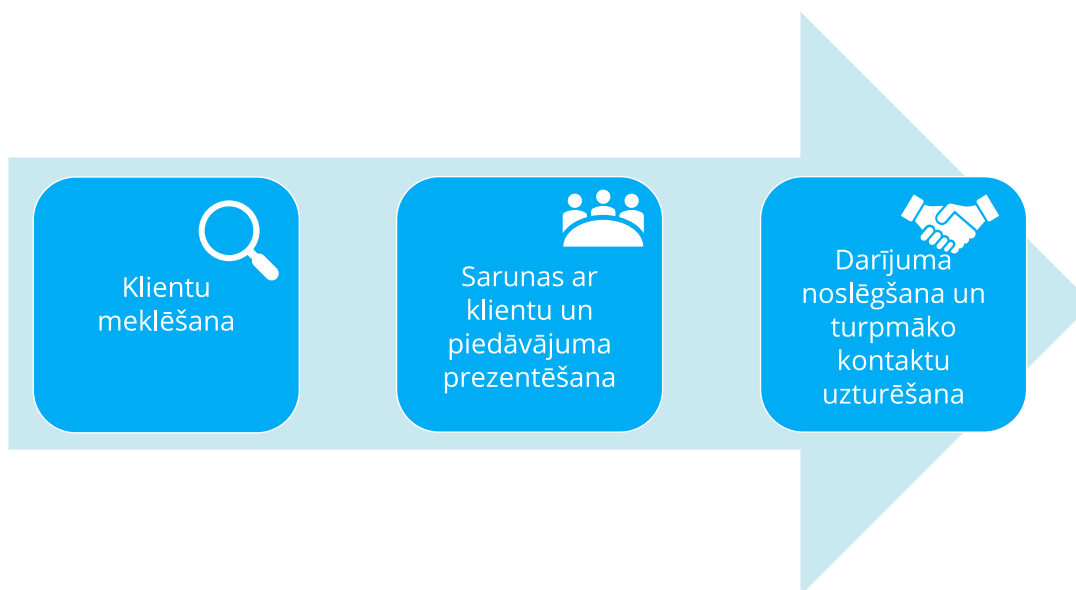 Klientu
meklēšana
Sarunas ar
klientu un
piedāvājuma
prezentēšana
Darījuma
noslēgšana un
turpmāko
kontaktu
uzturēšana